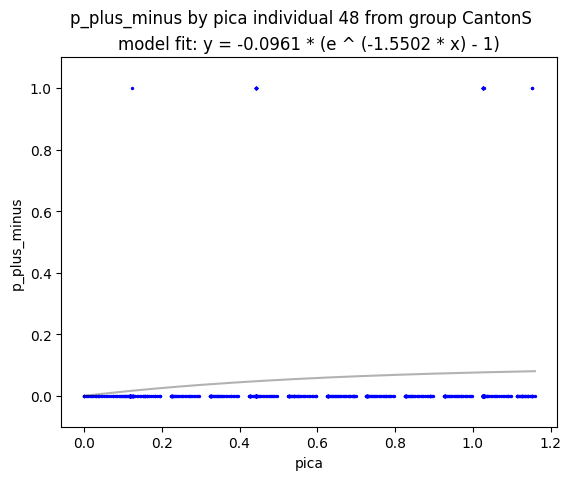 p_plus_minus by pica individual 48 from group CantonS
model fit: y = -0.0961 * (e ^ (-1.5502 * x) - 1)
1.0
0.8
0.6
0.4
0.2
0.0
p_plus_minus
0.0 0.2 0.4 0.6 0.8 1.0 1.2
pica